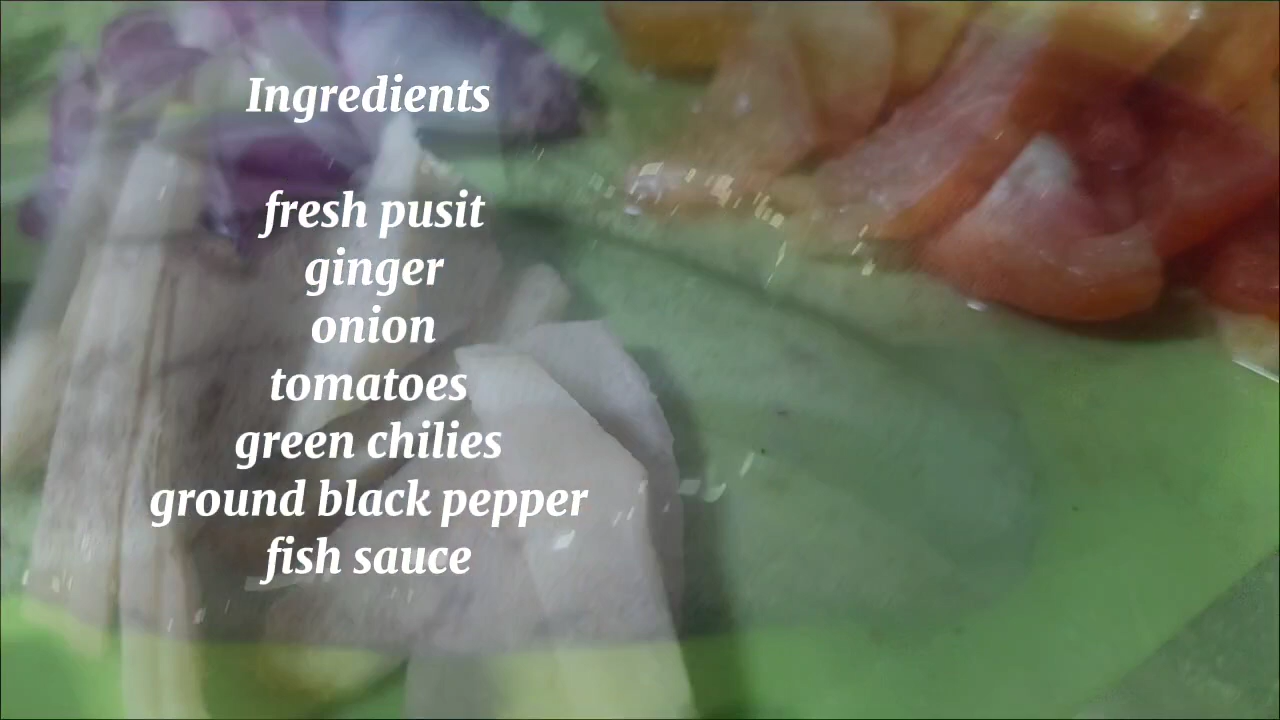 Ingredients
fresh pusit
ginger
onion
tomatoes
green chilies
ground black pepper
fish sauce